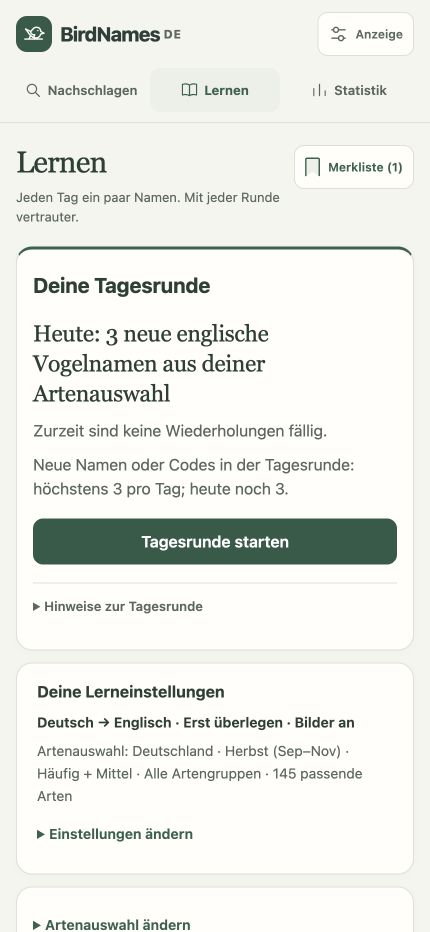 BirdNames DE
Anzeige
Nachschlagen
Lernen
Statistik
Lernen
Merkliste (1)
Jeden Tag ein paar Namen. Mit jeder Runde
vertrauter.
Deine Tagesrunde
Heute: 3 neue englische
Vogelnamen aus deiner
Artenauswahl
Zurzeit sind keine Wiederholungen fällig.
Neue Namen oder Codes in der Tagesrunde:
höchstens 3 pro Tag; heute noch 3.
Tagesrunde starten
Hinweise zur Tagesrunde
Deine Lerneinstellungen
Deutsch → Englisch · Erst überlegen · Bilder an
Artenauswahl: Deutschland · Herbst (Sep–Nov) ·
Häufig + Mittel · Alle Artengruppen · 145 passende
Arten
Einstellungen ändern
Artenauswahl ändern